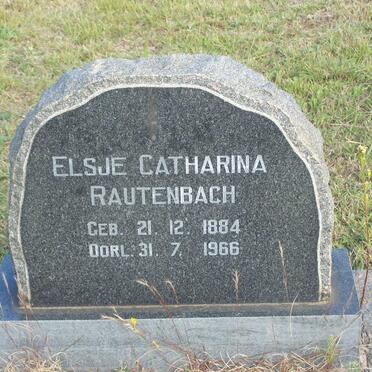 ELSJE CATHARINA
RAUTENBACH
GEB. 21. 12. 1884
OORL. 31. 7. 1966